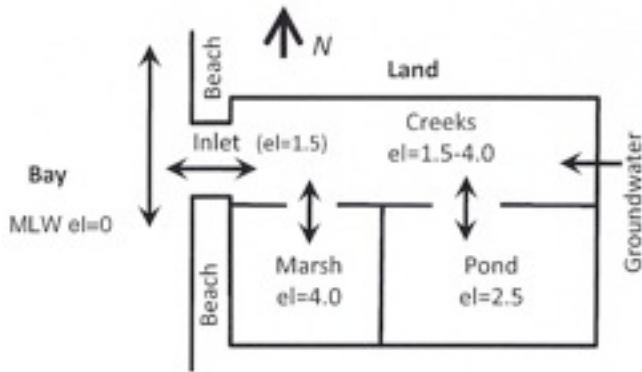 N
Beach
Land
Inlet (el=1.5)
Creeks
el=1.5-4.0
Bay
MLW el=0
Groundwater
Marsh
el=4.0
Pond
el=2.5
Beach